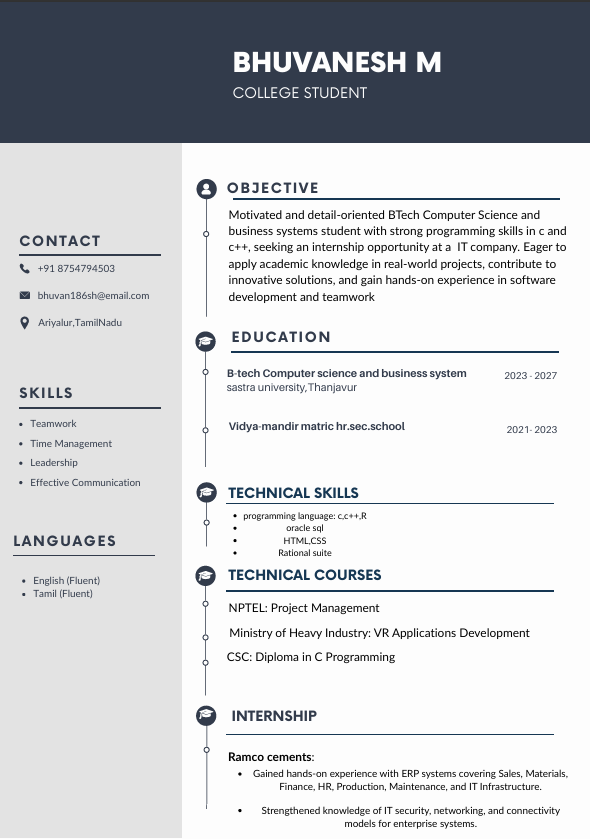 BHUVANESH M
COLLEGE STUDENT
CONTACT
+91 8754794503
bhuvan186sh@email.com
Ariyalur,TamilNadu
SKILLS
• Teamwork
• Time Management
• Leadership
• Effective Communication
LANGUAGES
• English (Fluent)
• Tamil (Fluent)
OBJECTIVE
Motivated and detail-oriented BTech Computer Science and
business systems student with strong programming skills in c and
c++, seeking an internship opportunity at a  IT company. Eager to
apply academic knowledge in real-world projects, contribute to
innovative solutions, and gain hands-on experience in software
development and teamwork
EDUCATION
B-tech Computer science and business system 2023 - 2027
sastra university,Thanjavur
Vidya-mandir matric hr.sec.school 2021- 2023
TECHNICAL SKILLS
• programming language: c,c++,R
• oracle sql
• HTML,CSS
• Rational suite
TECHNICAL COURSES
NPTEL: Project Management
Ministry of Heavy Industry: VR Applications Development
CSC: Diploma in C Programming
INTERNSHIP
Ramco cements:
• Gained hands-on experience with ERP systems covering Sales, Materials,
Finance, HR, Production, Maintenance, and IT Infrastructure.
• Strengthened knowledge of IT security, networking, and connectivity
models for enterprise systems.